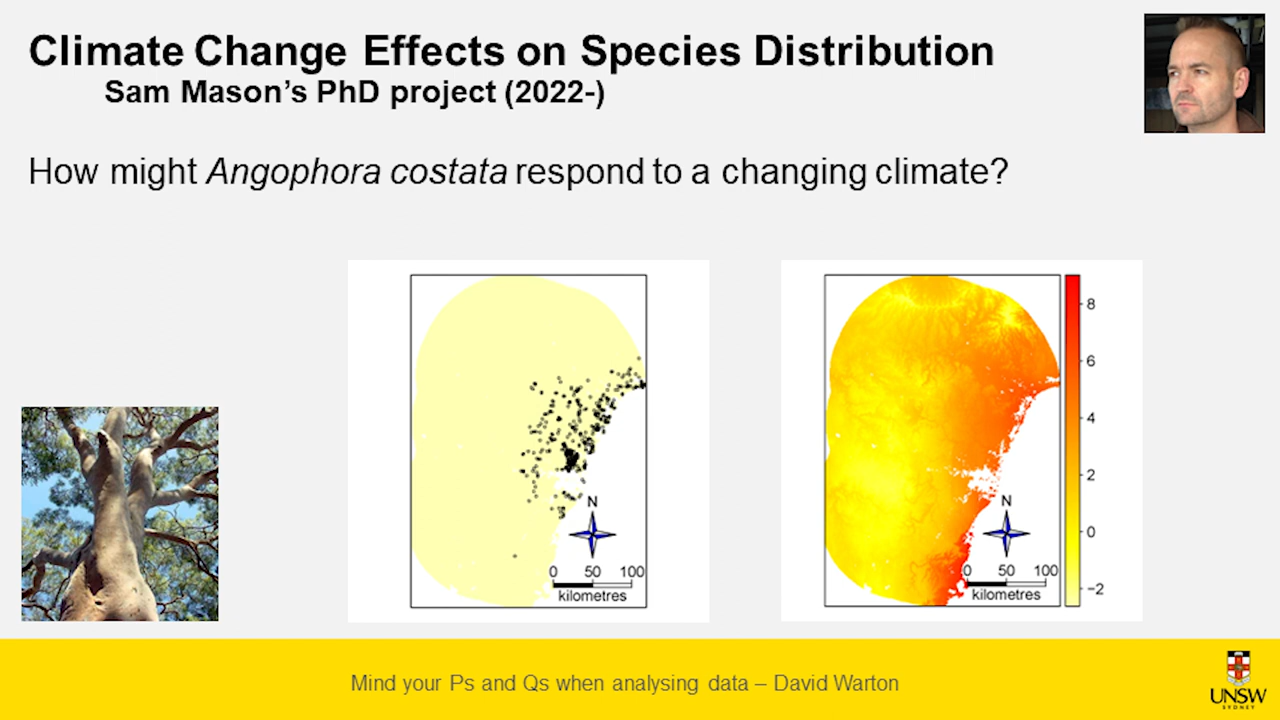 Climate Change Effects on Species Distribution
Sam Mason’s PhD project (2022-)
How might Angophora costata respond to a changing climate?
N
0 50 100
kilometres
8
6
4
2
0
−2
N
0 50 100
kilometres
Mind your Ps and Qs when analysing data – David Warton
UNSW
SYDNEY